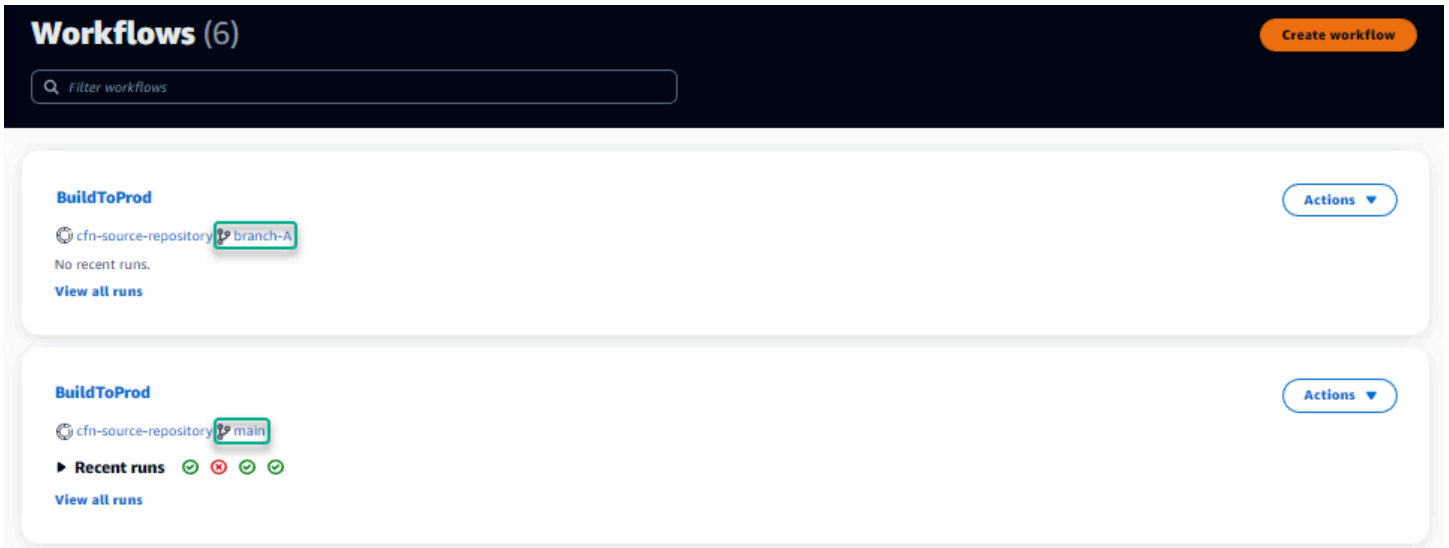 Workflows (6)
Create workflow
Filter workflows
BuildToProd
Actions
cfn-source-repository branch-A
No recent runs.
View all runs
BuildToProd
Actions
cfn-source-repository main
Recent runs
View all runs